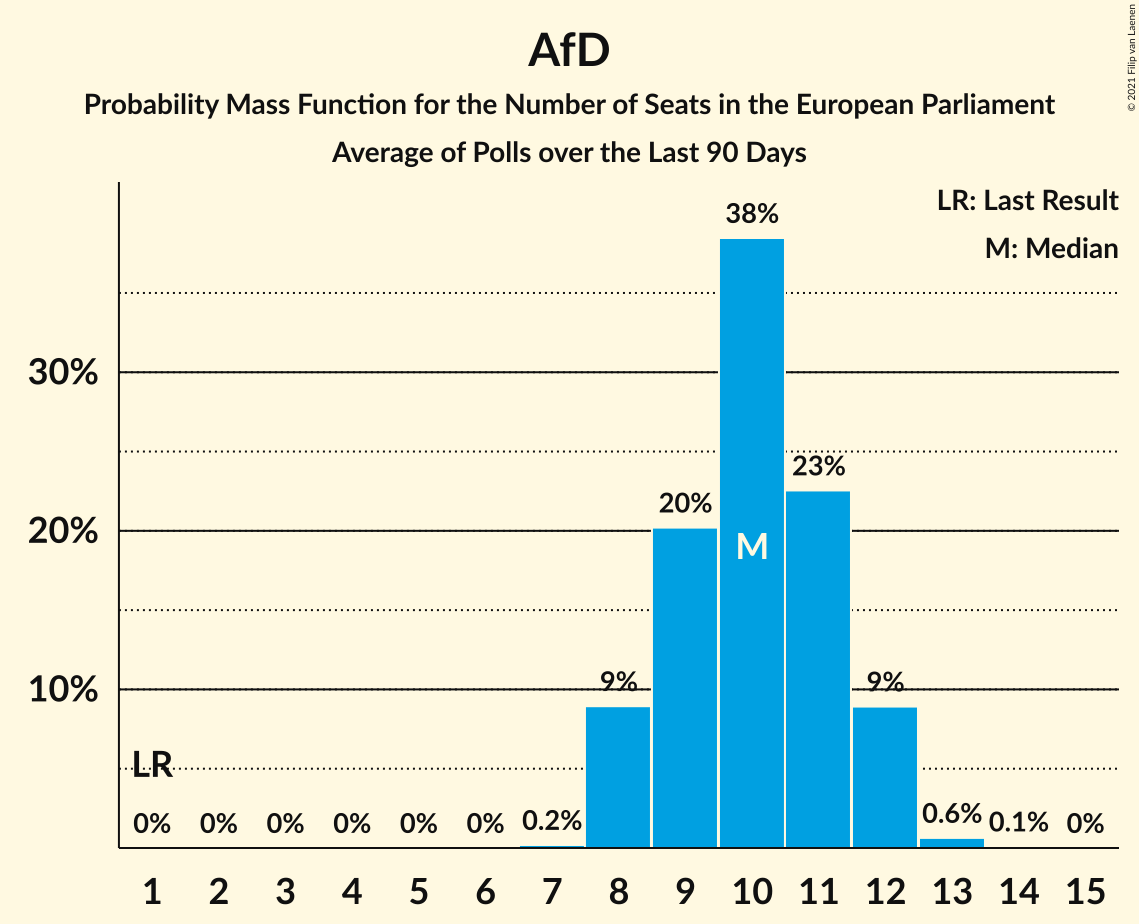 AfD
Probability Mass Function for the Number of Seats in the European Parliament
Average of Polls over the Last 90 Days
© 2021 Filip van Laenen
LR: Last Result
M: Median
38%
30%
23%
20%
20%
M
10%
9%
9%
LR
0% 0% 0% 0% 0% 0% 0.2% 0.6% 0.1% 0%
1 2 3 4 5 6 7 8 9 10 11 12 13 14 15